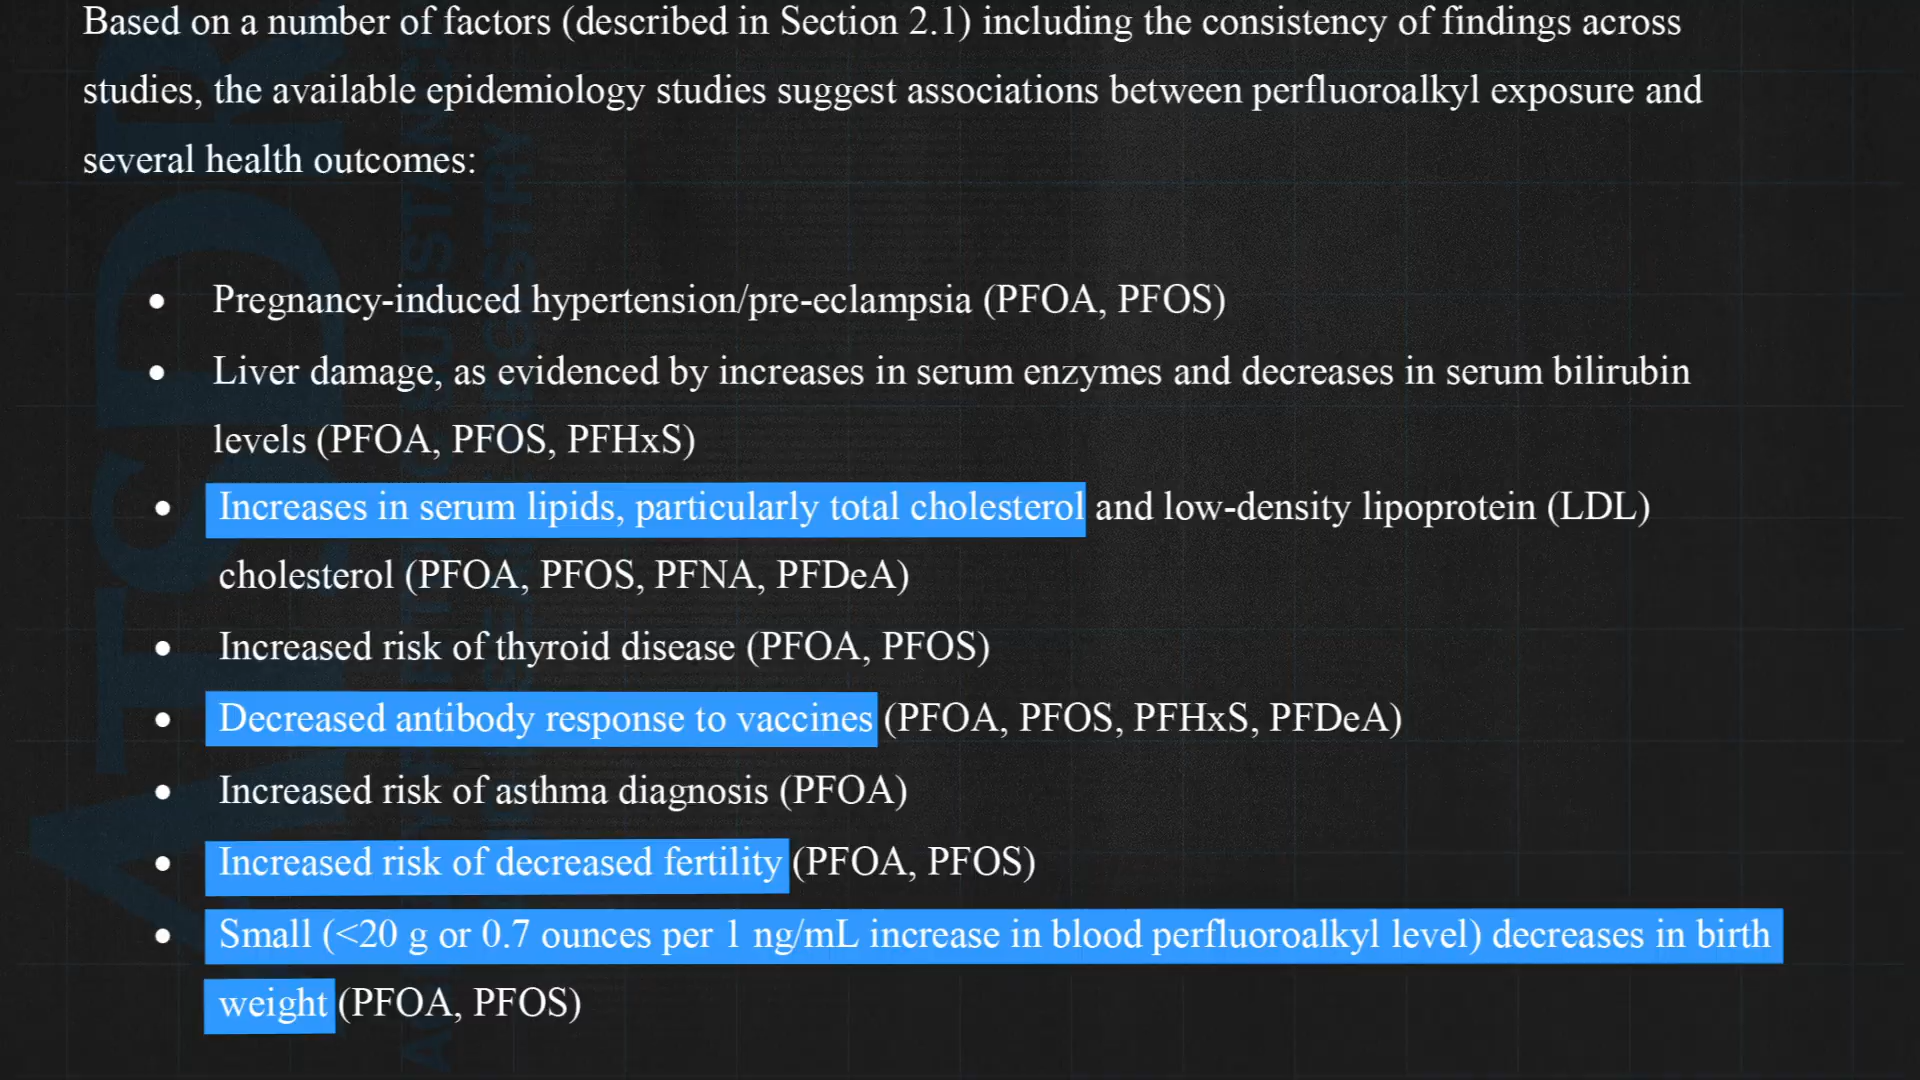 Based on a number of factors (described in Section 2.1) including the consistency of findings across
studies, the available epidemiology studies suggest associations between perfluoroalkyl exposure and
several health outcomes:
• Pregnancy-induced hypertension/pre-eclampsia (PFOA, PFOS)
• Liver damage, as evidenced by increases in serum enzymes and decreases in serum bilirubin
levels (PFOA, PFOS, PFHxS)
• Increases in serum lipids, particularly total cholesterol and low-density lipoprotein (LDL)
cholesterol (PFOA, PFOS, PFNA, PFDeA)
• Increased risk of thyroid disease (PFOA, PFOS)
• Decreased antibody response to vaccines (PFOA, PFOS, PFHxS, PFDeA)
• Increased risk of asthma diagnosis (PFOA)
• Increased risk of decreased fertility (PFOA, PFOS)
• Small (<20 g or 0.7 ounces per 1 ng/mL increase in blood perfluoroalkyl level) decreases in birth
weight (PFOA, PFOS)
ATSDR